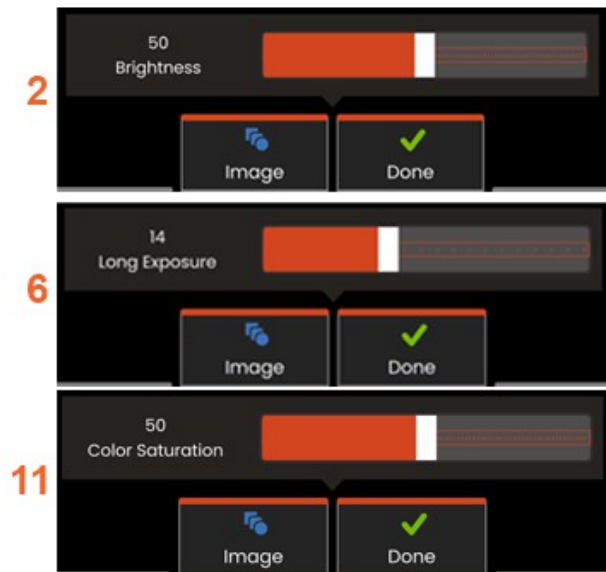 2
50
Brightness
Image Done
6
14
Long Exposure
Image Done
11
50
Color Saturation
Image Done